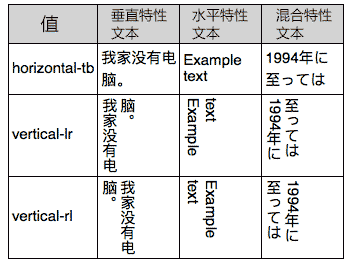 值
垂直特性
文本
水平特性
文本
混合特性
文本
horizontal-tb
我家没有电
脑。
Example
text
1994年に
至っては
vertical-lr
我家没有电
脑。
Example
text
1994年に
至っては
vertical-rl
我家没有电
脑。
Example
text
1994年に
至っては